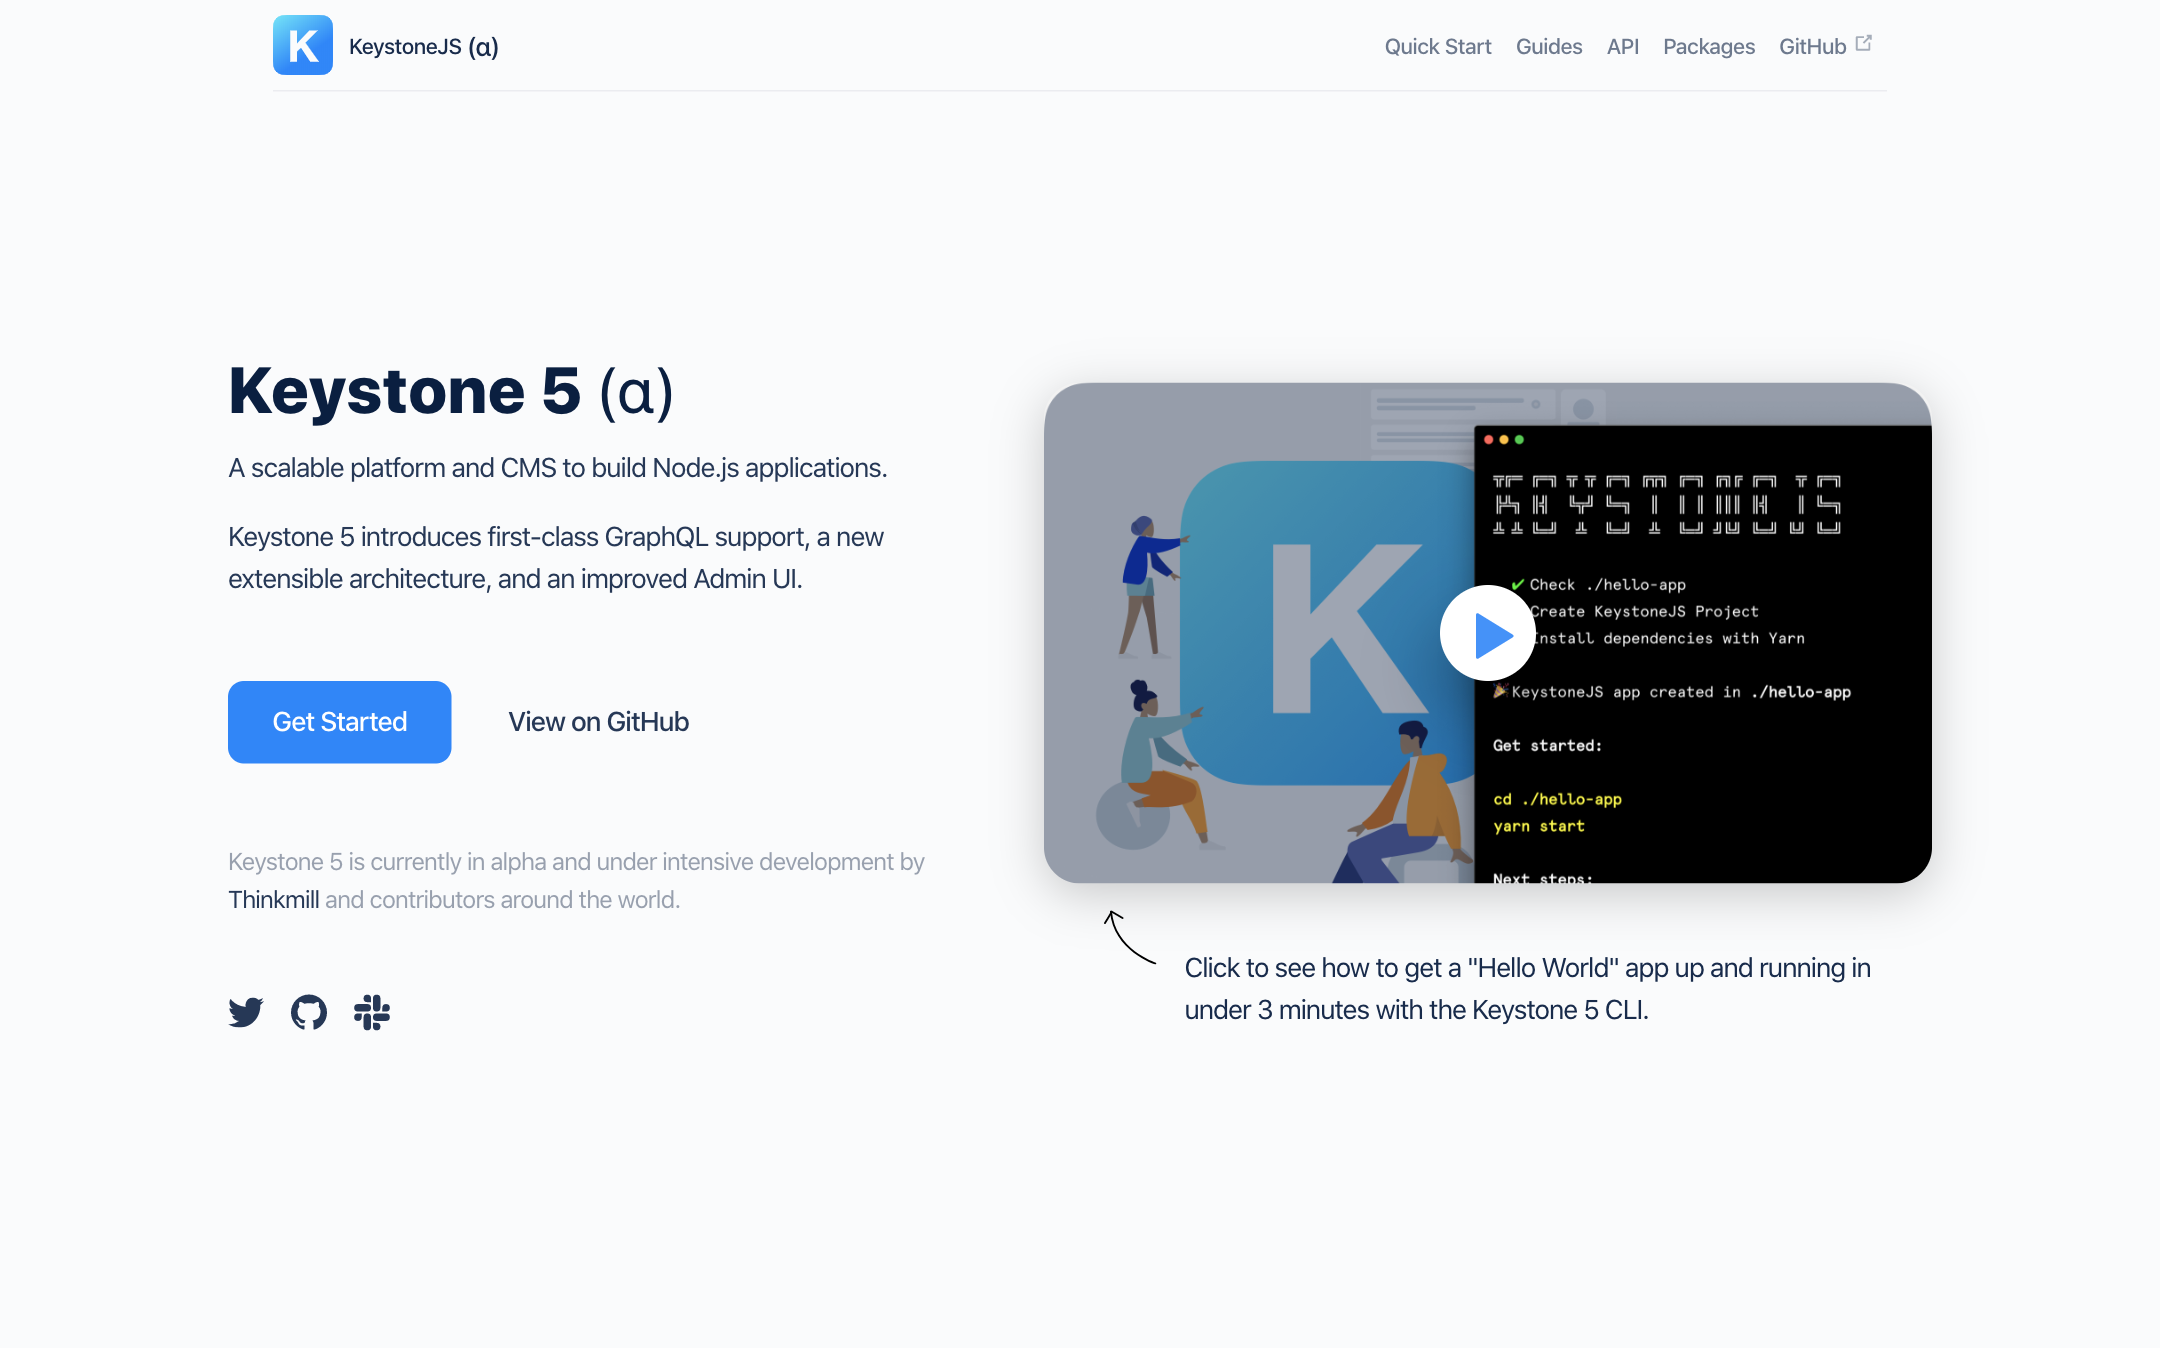 K KeystoneJS (α)
Quick Start Guides API Packages GitHub
Keystone 5 (α)
A scalable platform and CMS to build Node.js applications.
Keystone 5 introduces first-class GraphQL support, a new
extensible architecture, and an improved Admin UI.
Get Started
View on GitHub
Keystone 5 is currently in alpha and under intensive development by
Thinkmill and contributors around the world.
K
KEYSTONEJS
✔ Check ./hello-app
Create KeystoneJS Project
Install dependencies with Yarn
🎉 KeystoneJS app created in ./hello-app
Get started:
cd ./hello-app
yarn start
Next steps:
Click to see how to get a "Hello World" app up and running in
under 3 minutes with the Keystone 5 CLI.